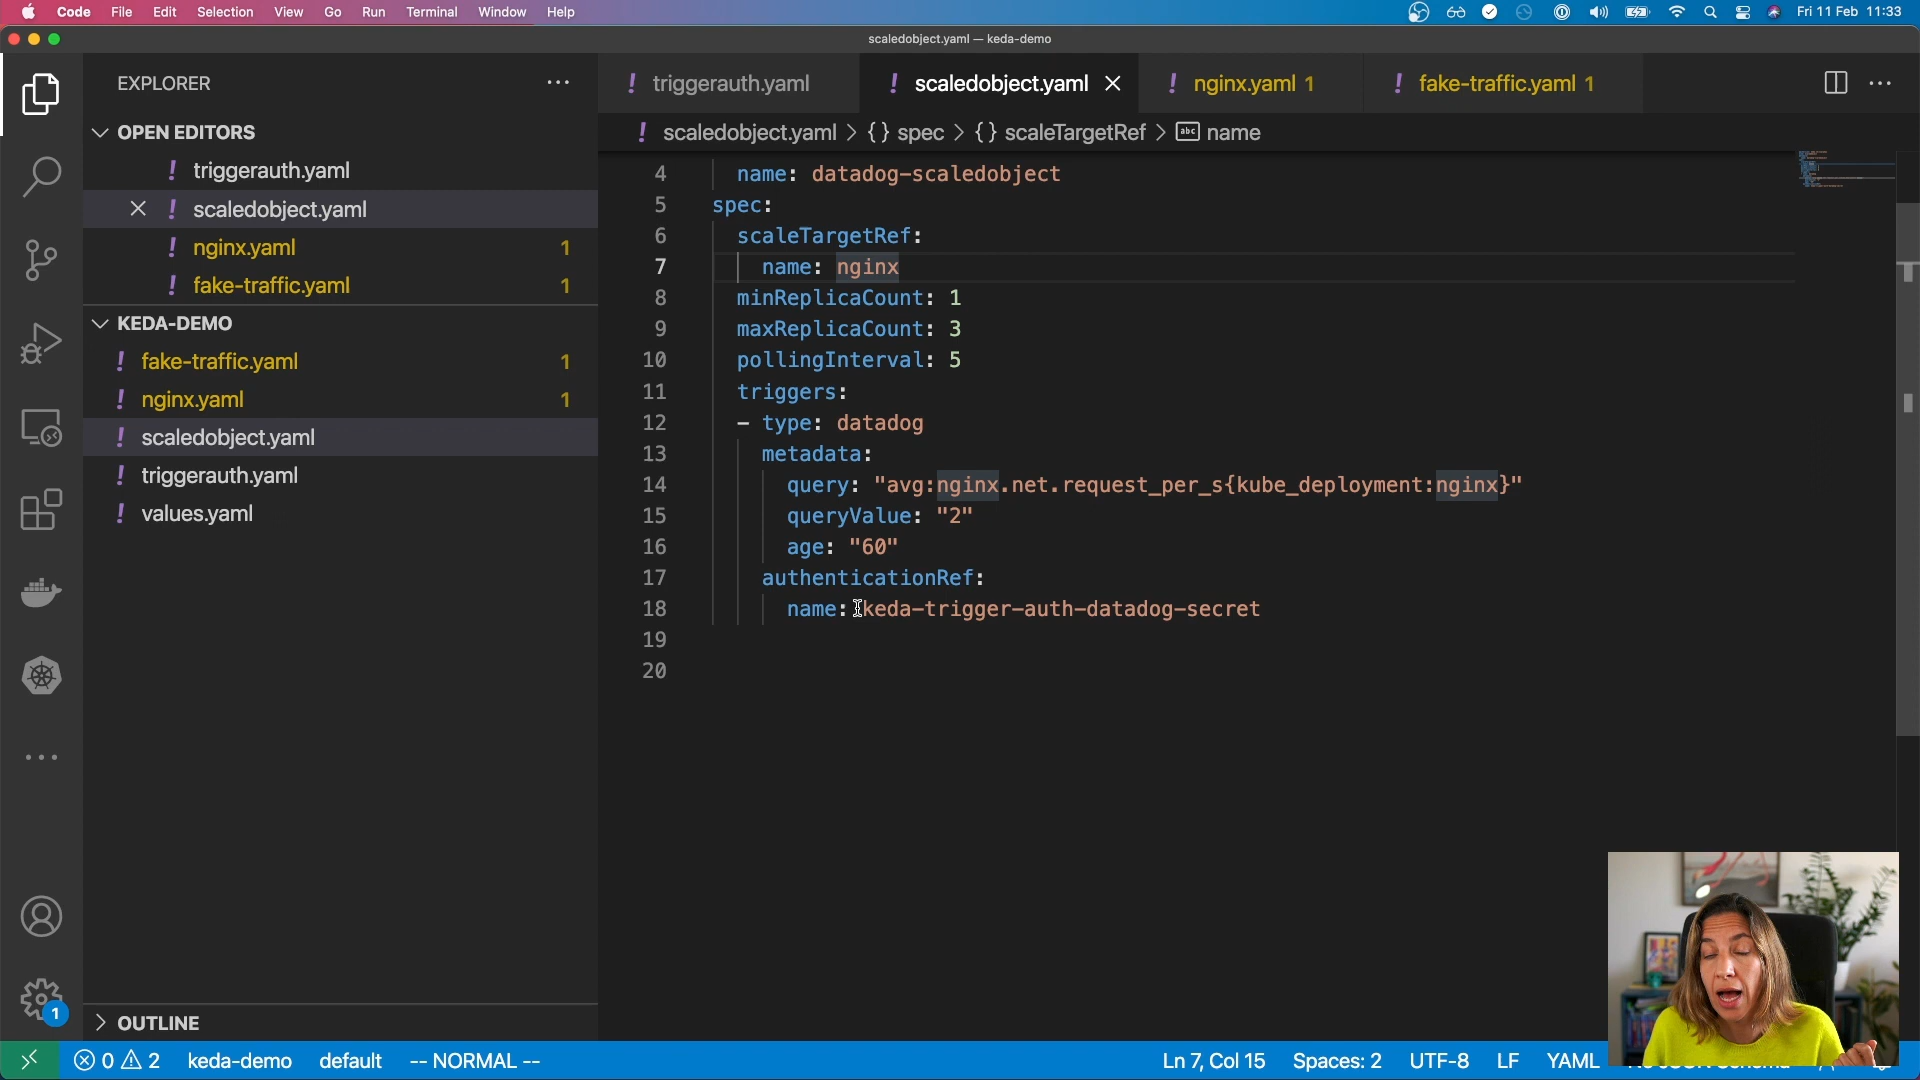 Code File Edit Selection View Go Run Terminal Window Help Fri 11 Feb 11:33
scaledobject.yaml — keda-demo
EXPLORER
OPEN EDITORS
! triggerauth.yaml
! scaledobject.yaml
! nginx.yaml 1
! fake-traffic.yaml 1
KEDA-DEMO
! fake-traffic.yaml 1
! nginx.yaml 1
! scaledobject.yaml
! triggerauth.yaml
! values.yaml
OUTLINE
! triggerauth.yaml ! scaledobject.yaml ! nginx.yaml 1 ! fake-traffic.yaml 1
! scaledobject.yaml > {} spec > {} scaleTargetRef > abc name
4 name: datadog-scaledobject
5 spec:
6 scaleTargetRef:
7 name: nginx
8 minReplicaCount: 1
9 maxReplicaCount: 3
10 pollingInterval: 5
11 triggers:
12 - type: datadog
13 metadata:
14 query: "avg:nginx.net.request_per_s{kube_deployment:nginx}"
15 queryValue: "2"
16 age: "60"
17 authenticationRef:
18 name: keda-trigger-auth-datadog-secret
19
20
1
0 2 keda-demo default -- NORMAL -- Ln 7, Col 15 Spaces: 2 UTF-8 LF YAML